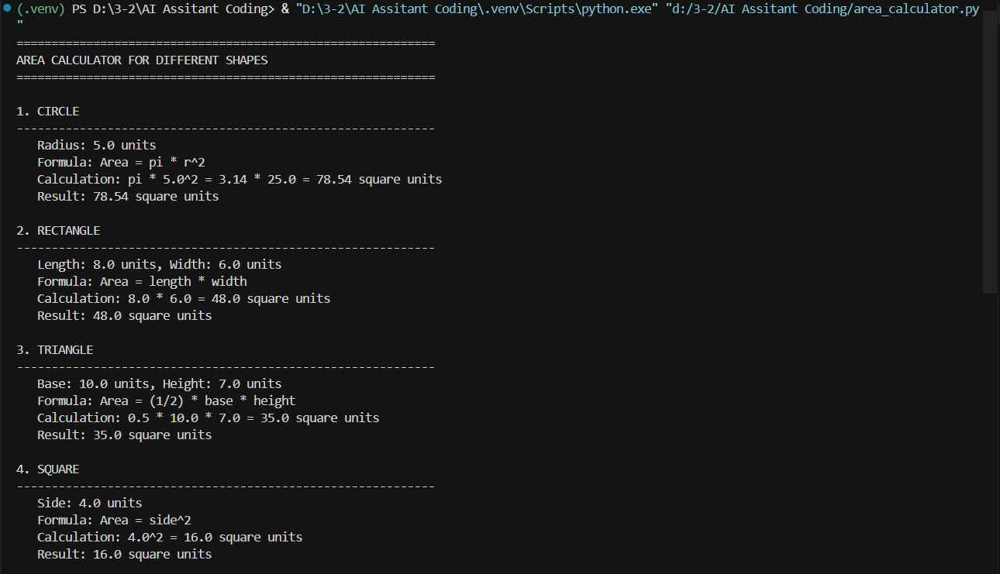 (.venv) PS D:\3-2\AI Assitant Coding> & "D:\3-2\AI Assitant Coding\.venv\Scripts\python.exe" "d:/3-2/AI Assitant Coding/area_calculator.py
"
============================================================
AREA CALCULATOR FOR DIFFERENT SHAPES
============================================================

1. CIRCLE
------------------------------------------------------------
   Radius: 5.0 units
   Formula: Area = pi * r^2
   Calculation: pi * 5.0^2 = 3.14 * 25.0 = 78.54 square units
   Result: 78.54 square units

2. RECTANGLE
------------------------------------------------------------
   Length: 8.0 units, Width: 6.0 units
   Formula: Area = length * width
   Calculation: 8.0 * 6.0 = 48.0 square units
   Result: 48.0 square units

3. TRIANGLE
------------------------------------------------------------
   Base: 10.0 units, Height: 7.0 units
   Formula: Area = (1/2) * base * height
   Calculation: 0.5 * 10.0 * 7.0 = 35.0 square units
   Result: 35.0 square units

4. SQUARE
------------------------------------------------------------
   Side: 4.0 units
   Formula: Area = side^2
   Calculation: 4.0^2 = 16.0 square units
   Result: 16.0 square units